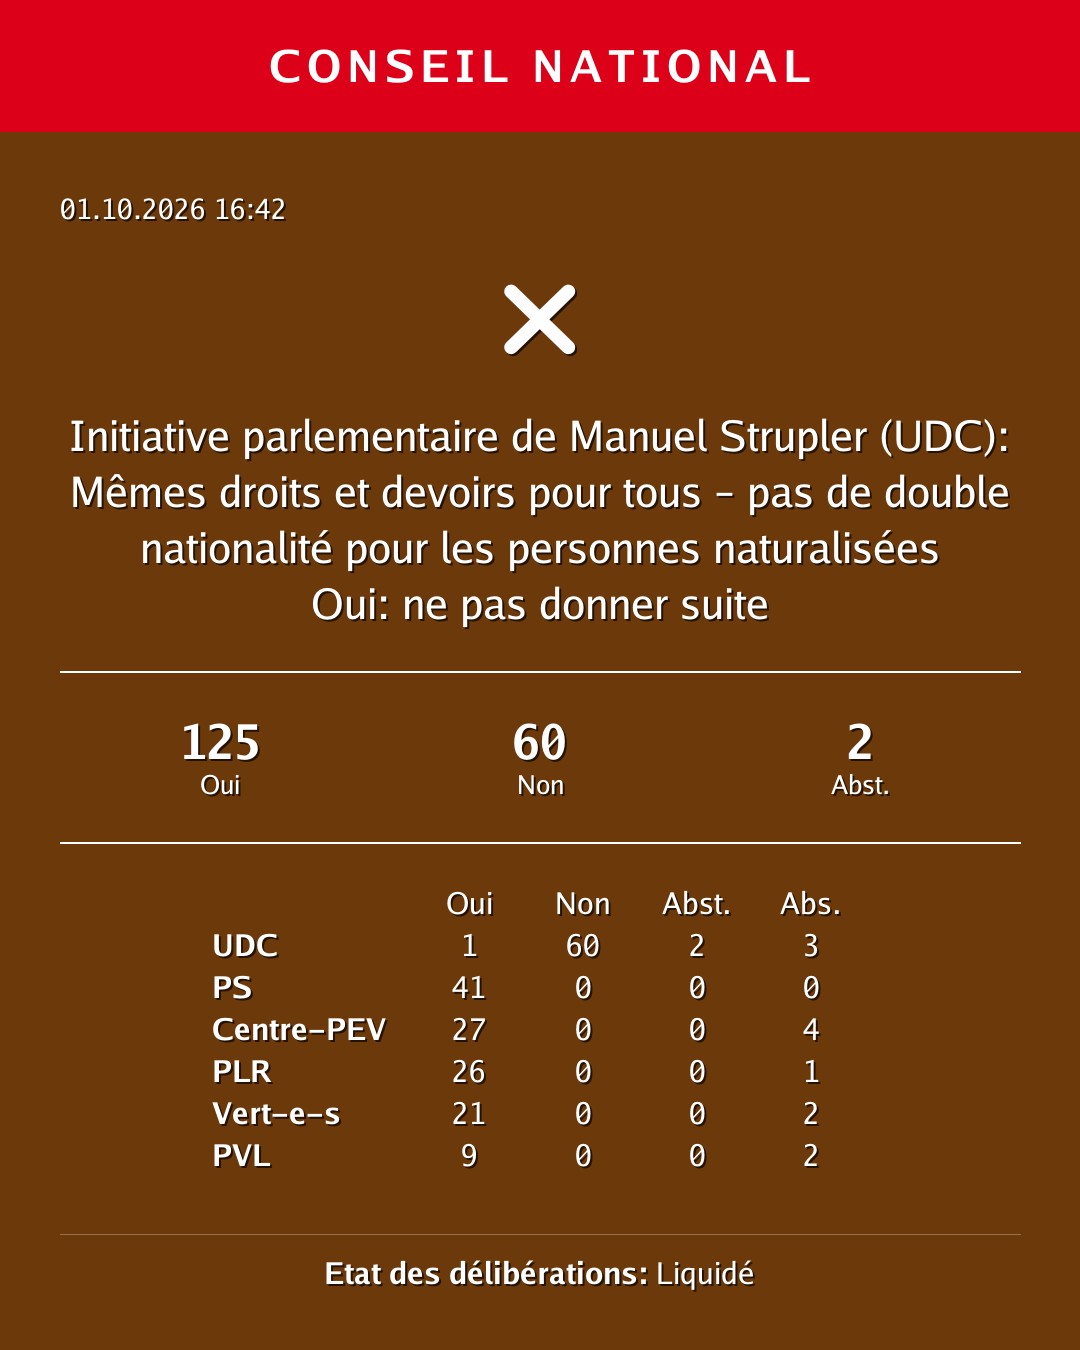 CONSEIL NATIONAL
01.10.2026 16:42
Initiative parlementaire de Manuel Strupler (UDC):
Mêmes droits et devoirs pour tous – pas de double
nationalité pour les personnes naturalisées
Oui: ne pas donner suite
125 60 2
Oui Non Abst.
Oui Non Abst. Abs.
UDC 1 60 2 3
PS 41 0 0 0
Centre-PEV 27 0 0 4
PLR 26 0 0 1
Vert-e-s 21 0 0 2
PVL 9 0 0 2
Etat des délibérations: Liquidé